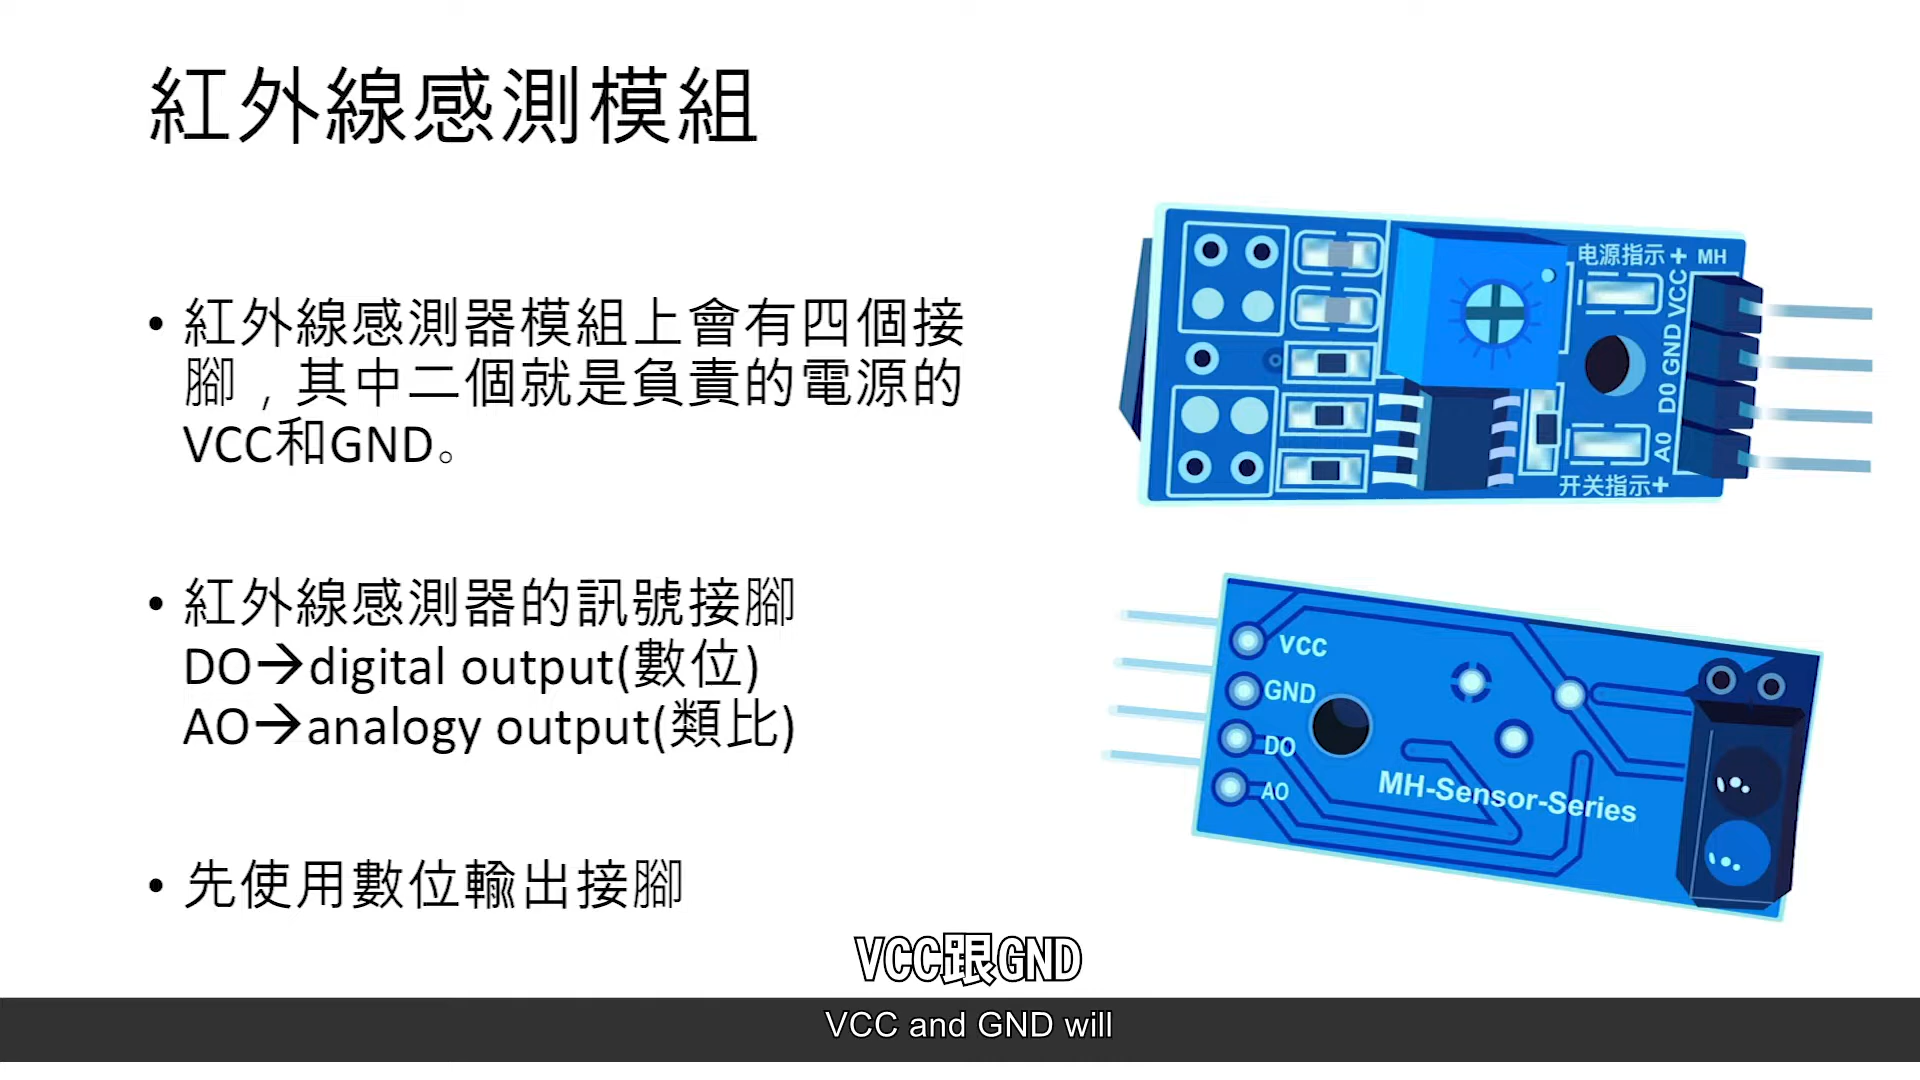 紅外線感測模組
• 紅外線感測器模組上會有四個接
腳，其中二個就是負責的電源的
VCC和GND。
• 紅外線感測器的訊號接腳
DO→digital output(數位)
AO→analogy output(類比)
• 先使用數位輸出接腳
电源指示+ MH
VCC
GND
D0
A0
开关指示+
VCC
GND
DO
AO
MH-Sensor-Series
VCC跟GND
VCC and GND will